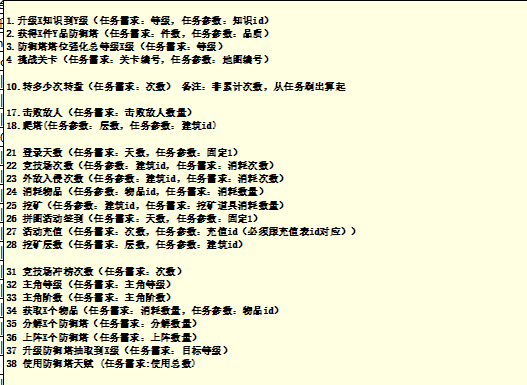 1.升级X知识到Y级（任务需求：等级，任务参数：知识id）
2.获得X件Y品防御塔（任务需求：件数，任务参数：品质）
3.防御塔塔位强化总等级X级（任务需求：等级）
4 挑战关卡（任务需求：关卡编号，任务参数：地图编号）
10.转多少次转盘（任务需求：次数） 备注：非累计次数，从任务刷出算起
17.击败敌人（任务需求：击败敌人数量）
18.爬塔(任务参数：层数，任务参数：建筑id)
21 登录天数（任务需求：天数，任务参数：固定1）
22 竞技场次数（任务参数：建筑id，任务需求：消耗次数）
23 外敌入侵次数（任务参数：建筑id，任务需求：消耗次数）
24 消耗物品（任务参数：物品id，任务需求：消耗数量）
25 挖矿（任务参数：建筑id，任务需求：挖矿道具消耗数量）
26 拼图活动签到（任务需求：天数，任务参数：固定1）
27 活动充值（任务需求：次数，任务参数：充值id（必须跟充值表id对应））
28 挖矿层数（任务需求：层数，任务参数：建筑id）
31 竞技场冲榜次数（任务需求：次数）
32 主角等级（任务需求：主角等级）
33 主角阶数（任务需求：主角阶数）
34 获取X个物品（任务需求：消耗数量，任务参数：物品id）
35 分解X个防御塔（任务需求：分解数量）
36 上阵X个防御塔（任务需求：上阵数量）
37 升级防御塔抽取到X级（任务需求：目标等级）
38 使用防御塔天赋（任务需求:使用总数）